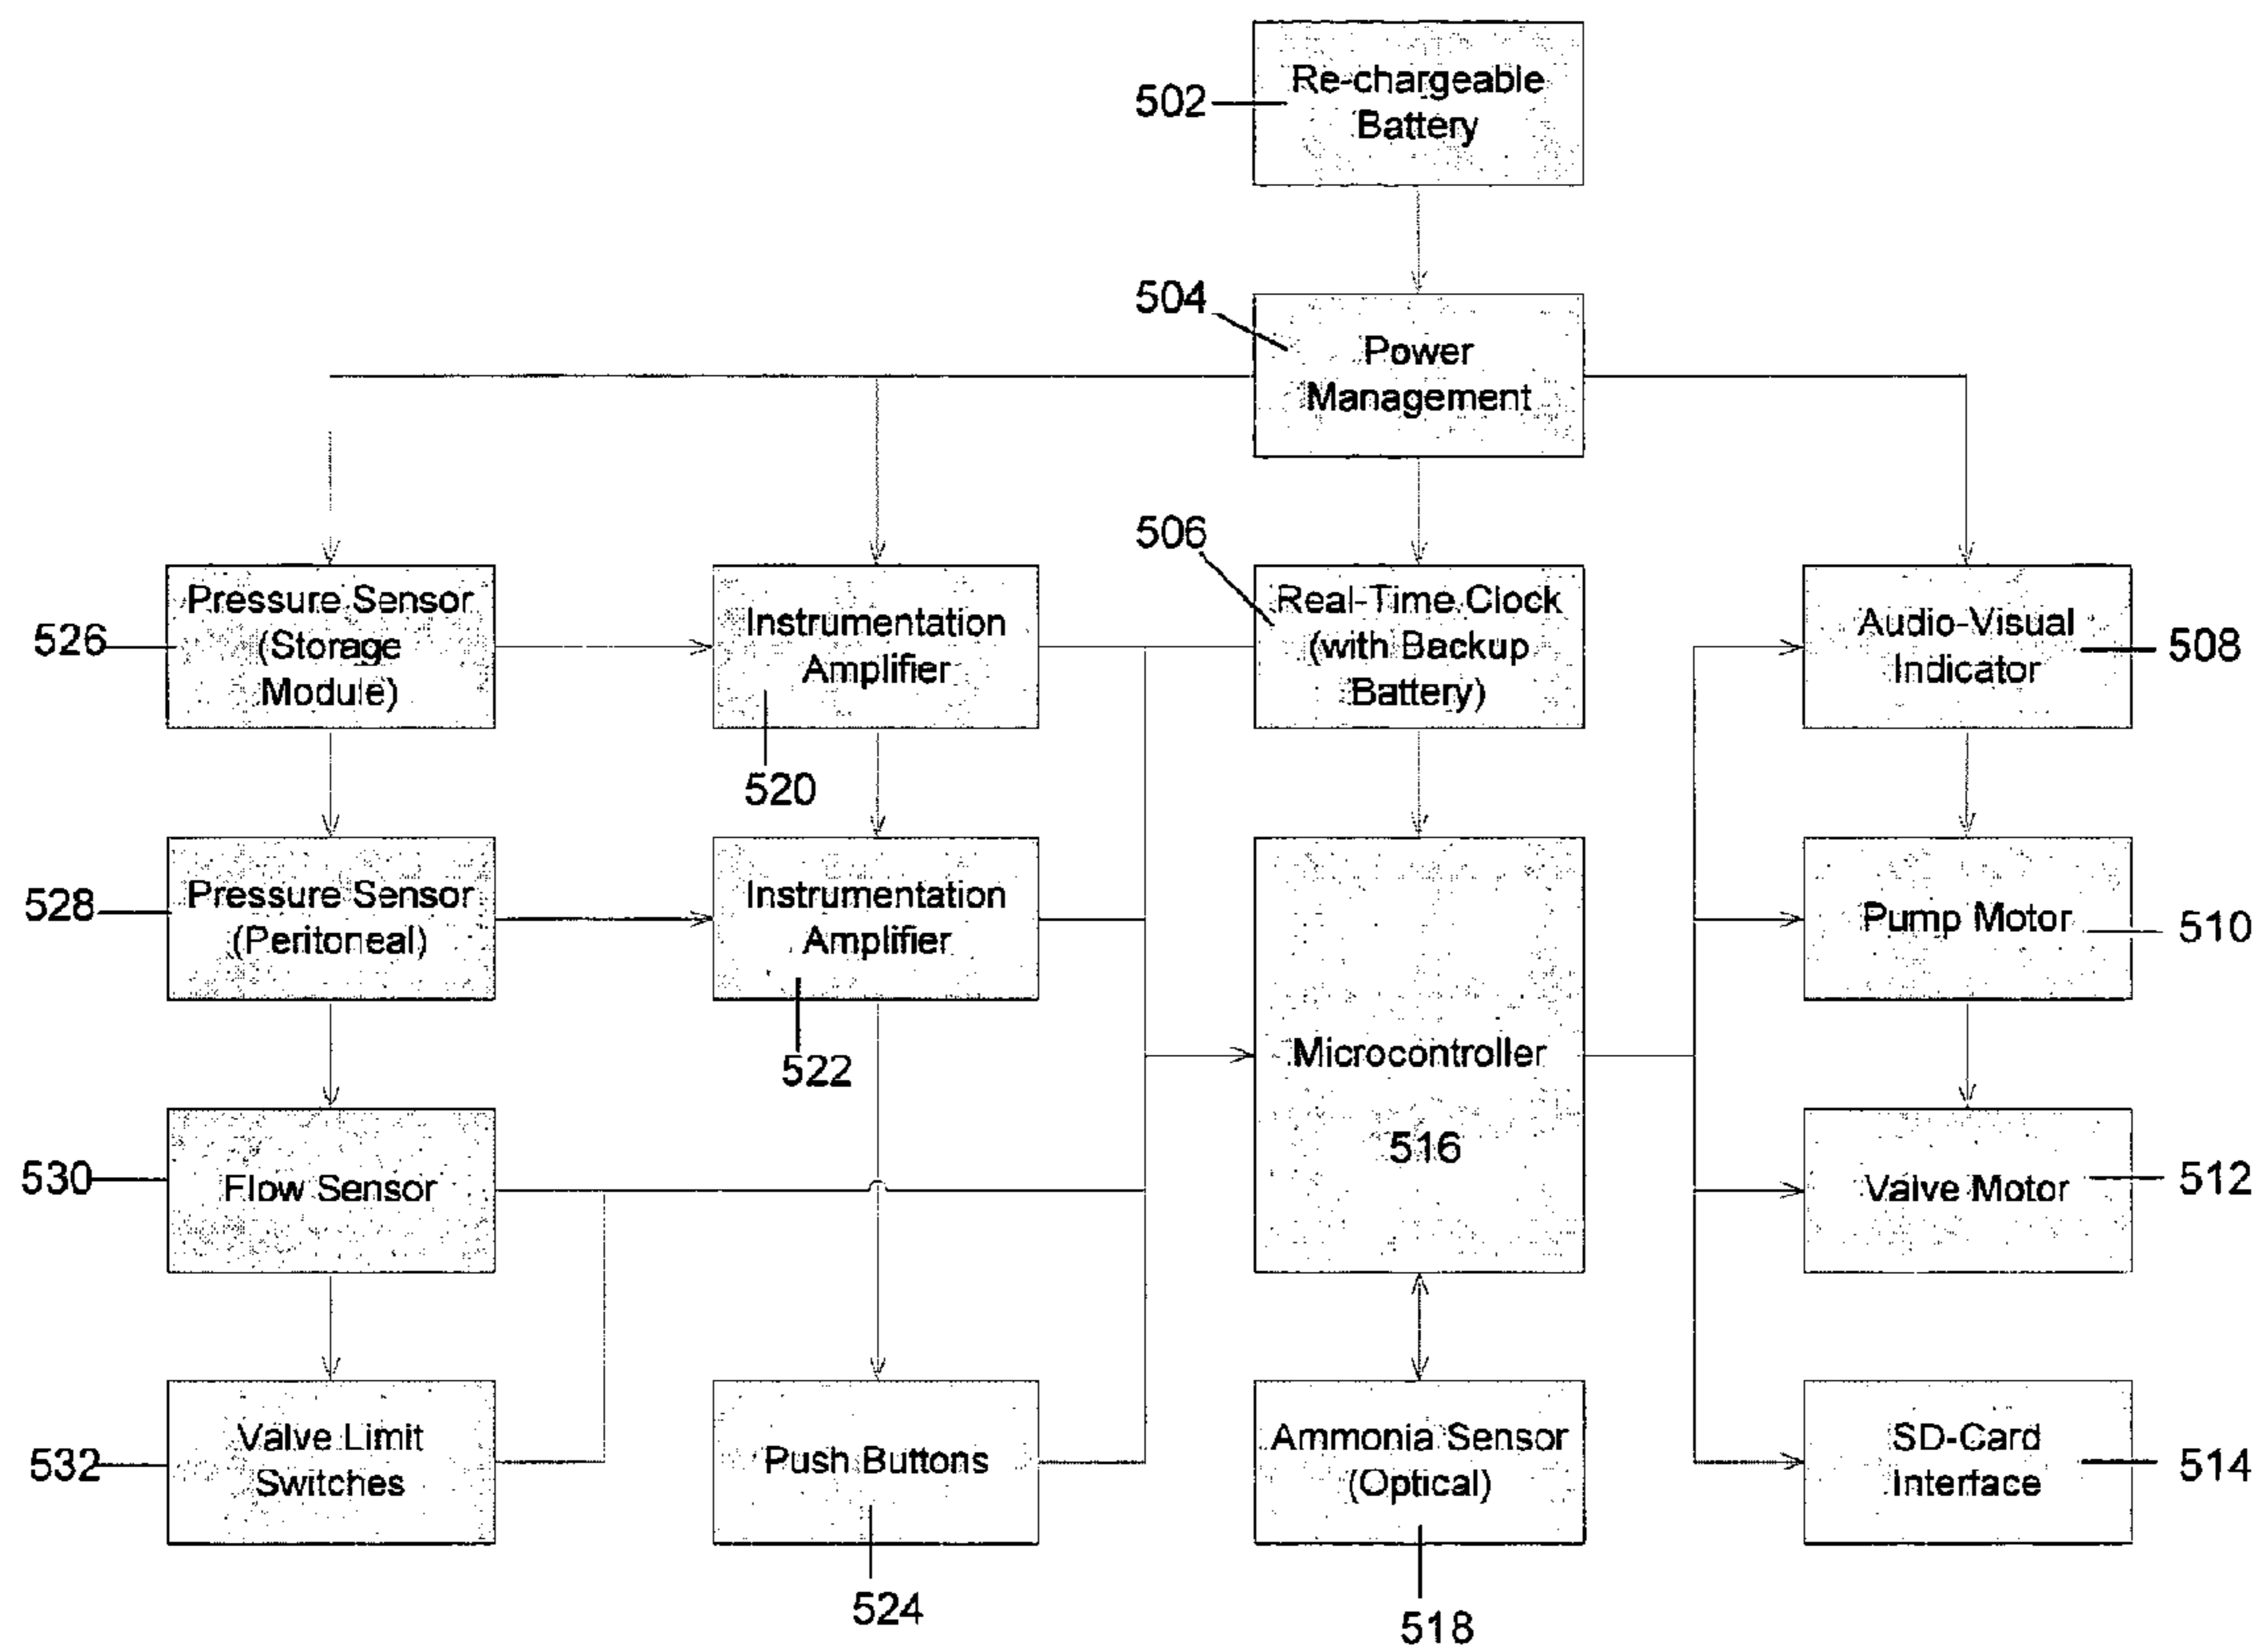 Re-chargeable
Battery
502
504
Power
Management
506
Pressure Sensor
(Storage
Module)
526
Instrumentation
Amplifier
520
Real-Time Clock
(with Backup
Battery)
Audio-Visual
Indicator
508
Pressure Sensor
(Peritoneal)
528
Instrumentation
Amplifier
522
Microcontroller
516
Pump Motor
510
Flow Sensor
530
Valve Motor
512
Valve Limit
Switches
532
Push Buttons
524
Ammonia Sensor
(Optical)
518
SD-Card
Interface
514